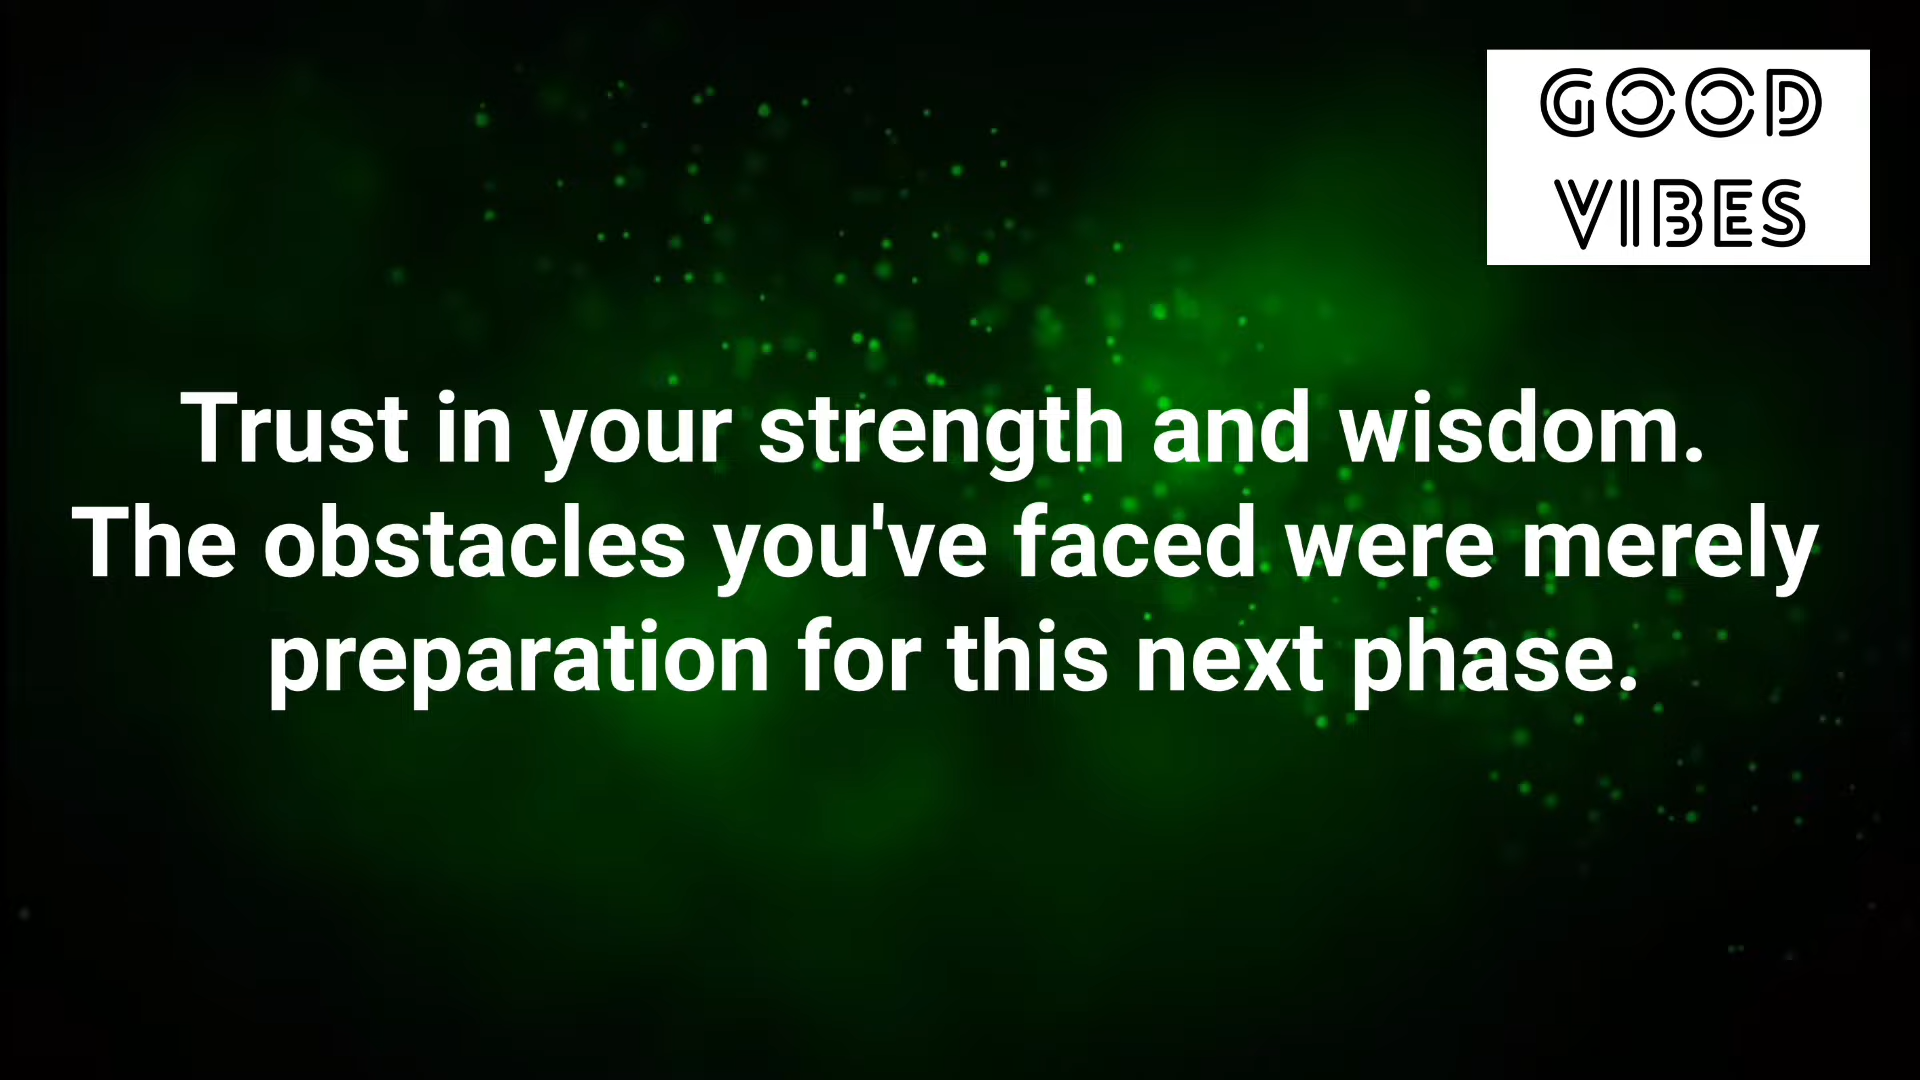 GOOD
VIBES
Trust in your strength and wisdom.
The obstacles you've faced were merely
preparation for this next phase.